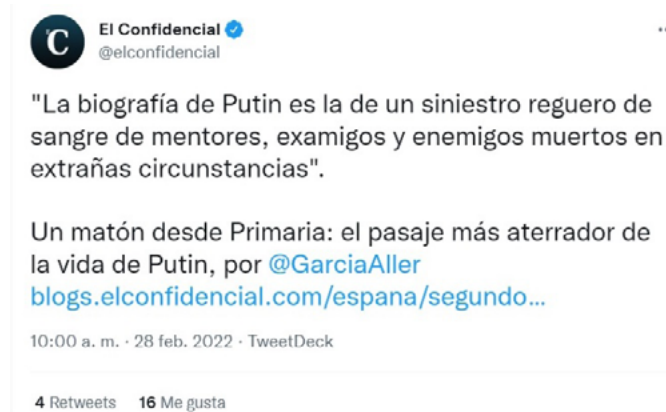 El Confidencial
@elconfidencial
"La biografía de Putin es la de un siniestro reguero de
sangre de mentores, examigos y enemigos muertos en
extrañas circunstancias".
Un matón desde Primaria: el pasaje más aterrador de
la vida de Putin, por @GarciaAller
blogs.elconfidencial.com/espana/segundo...
10:00 a. m. · 28 feb. 2022 · TweetDeck
4 Retweets 16 Me gusta